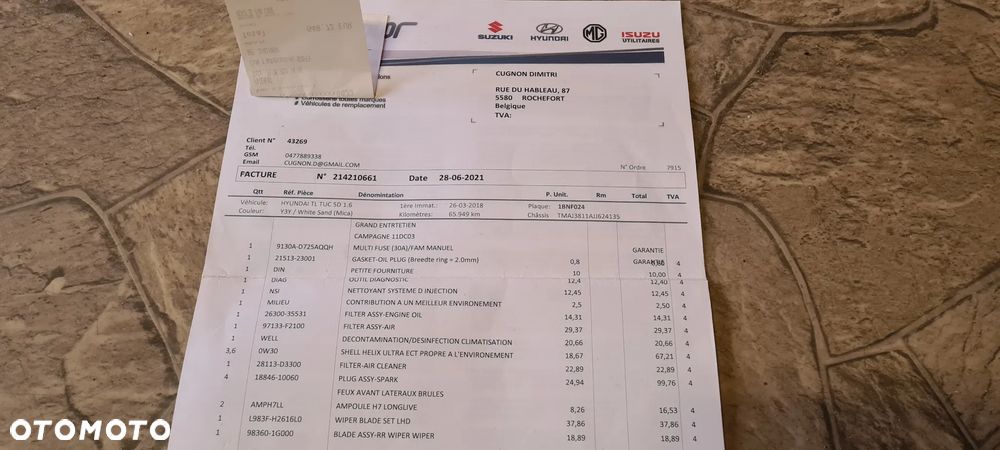 SUZUKI
HYUNDAI
MG
ISUZU
UTILITAIRES
# Carrosserie toutes marques
# Véhicules de remplacement
CUGNON DIMITRI
RUE DU HABLEAU, 87
5580 ROCHEFORT
Belgique
TVA:
Client N° 43269
Tél.
GSM 0477889338
Email CUGNON.D@GMAIL.COM
N° Ordre 7915
FACTURE N° 214210661 Date 28-06-2021
Qtt Réf. Pièce Dénomintation P. Unit. Rm Total TVA
Véhicule: HYUNDAI TL TUC 5D 1.6 1ère Immat.: 26-03-2018 Plaque: 1BNF024
Couleur: Y3Y / White Sand (Mica) Kilomètres: 65.949 km Châssis TMAJ3811AJJ624135
GRAND ENTRTETIEN
CAMPAGNE 11DC03
1 9130A-D725AQQH MULTI FUSE (30A)/FAM MANUEL GARANTIE
1 21513-23001 GASKET-OIL PLUG (Breedte ring = 2.0mm) 0,8 4
1 DIN PETITE FOURNITURE 10 10,00 4
1 DIAG OUTIL DIAGNOSTIC 12,4 12,40 4
1 NSI NETTOYANT SYSTEME D INJECTION 12,45 12,45 4
1 MILIEU CONTRIBUTION A UN MEILLEUR ENVIRONEMENT 2,5 2,50 4
1 26300-35531 FILTER ASSY-ENGINE OIL 14,31 14,31 4
1 97133-F2100 FILTER ASSY-AIR 29,37 29,37 4
1 WELL DECONTAMINATION/DESINFECTION CLIMATISATION 20,66 20,66 4
3,6 0W30 SHELL HELIX ULTRA ECT PROPRE A L'ENVIRONEMENT 18,67 67,21 4
1 28113-D3300 FILTER-AIR CLEANER 22,89 22,89 4
4 18846-10060 PLUG ASSY-SPARK 24,94 99,76 4
FEUX AVANT LATERAUX BRULES
2 AMPH7LL AMPOULE H7 LONGLIVE 8,26 16,53 4
1 L983F-H2616L0 WIPER BLADE SET LHD 37,86 37,86 4
1 98360-1G000 BLADE ASSY-RR WIPER WIPER 18,89 18,89 4
OTOMOTO